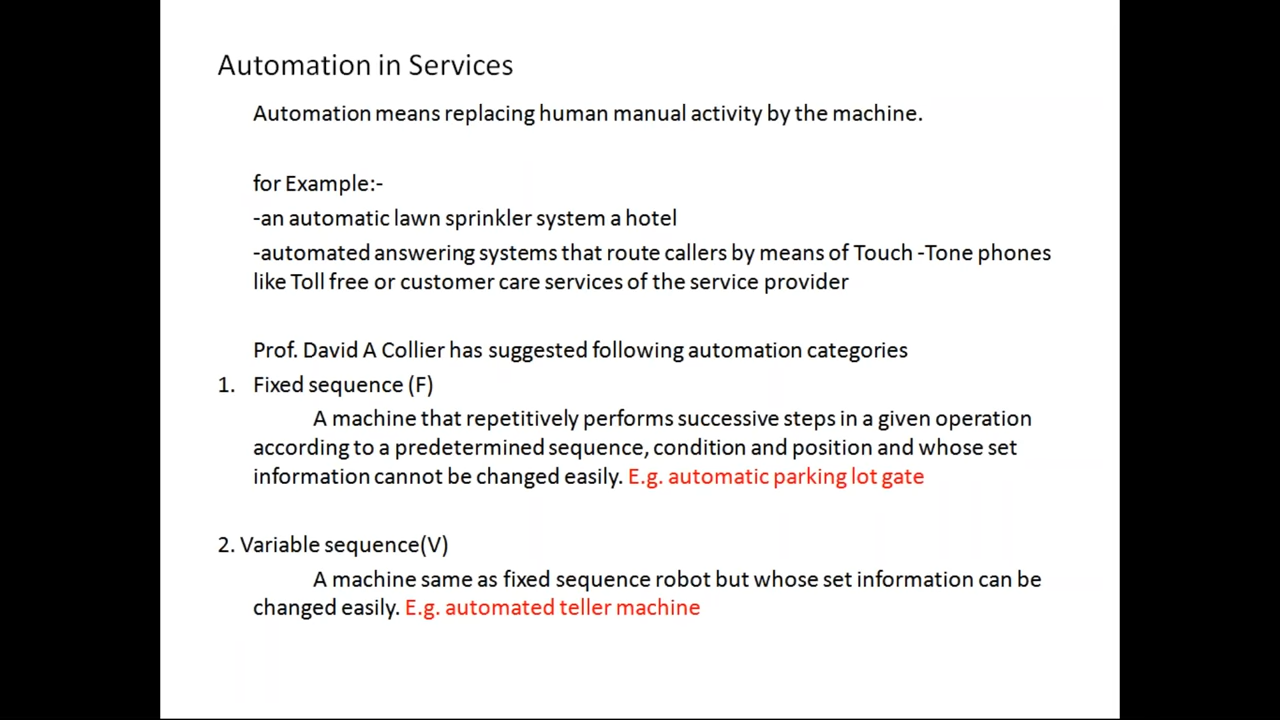 Automation in Services
Automation means replacing human manual activity by the machine.
for Example:-
-an automatic lawn sprinkler system a hotel
-automated answering systems that route callers by means of Touch -Tone phones
like Toll free or customer care services of the service provider
Prof. David A Collier has suggested following automation categories
1. Fixed sequence (F)
A machine that repetitively performs successive steps in a given operation
according to a predetermined sequence, condition and position and whose set
information cannot be changed easily. E.g. automatic parking lot gate
2. Variable sequence(V)
A machine same as fixed sequence robot but whose set information can be
changed easily. E.g. automated teller machine